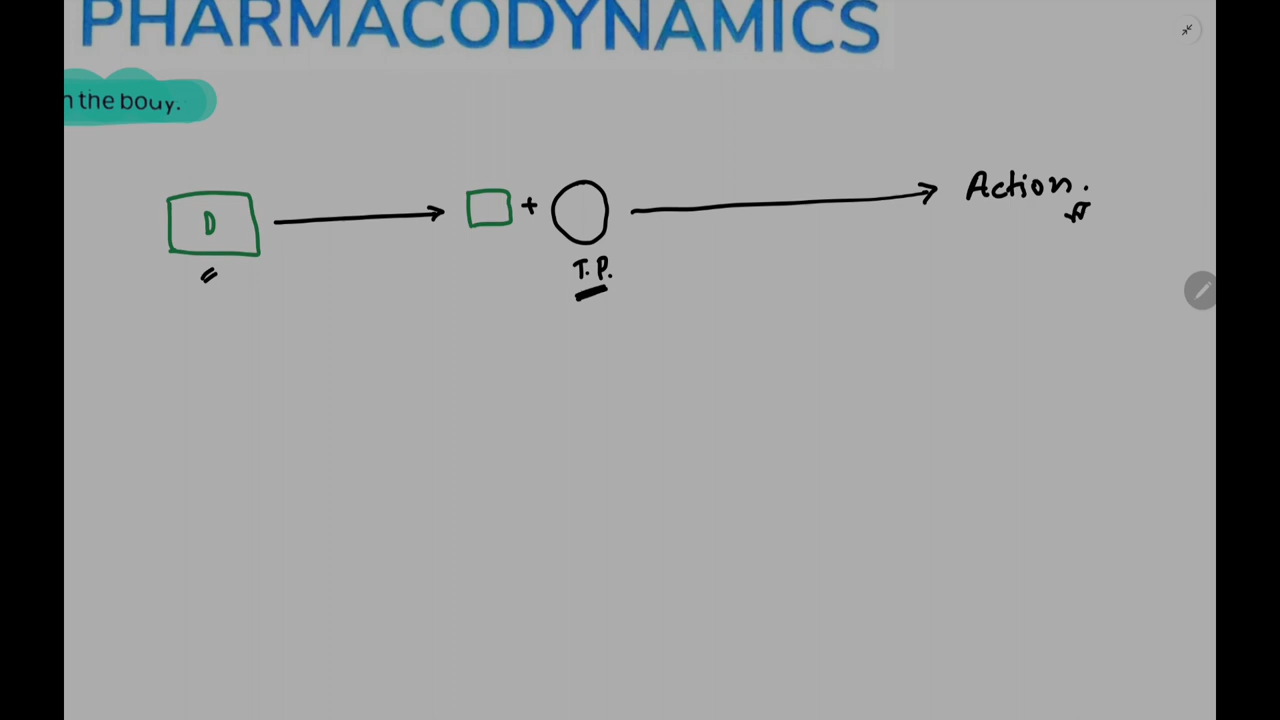 PHARMACODYNAMICS
the body.
D + Action.
T.P.